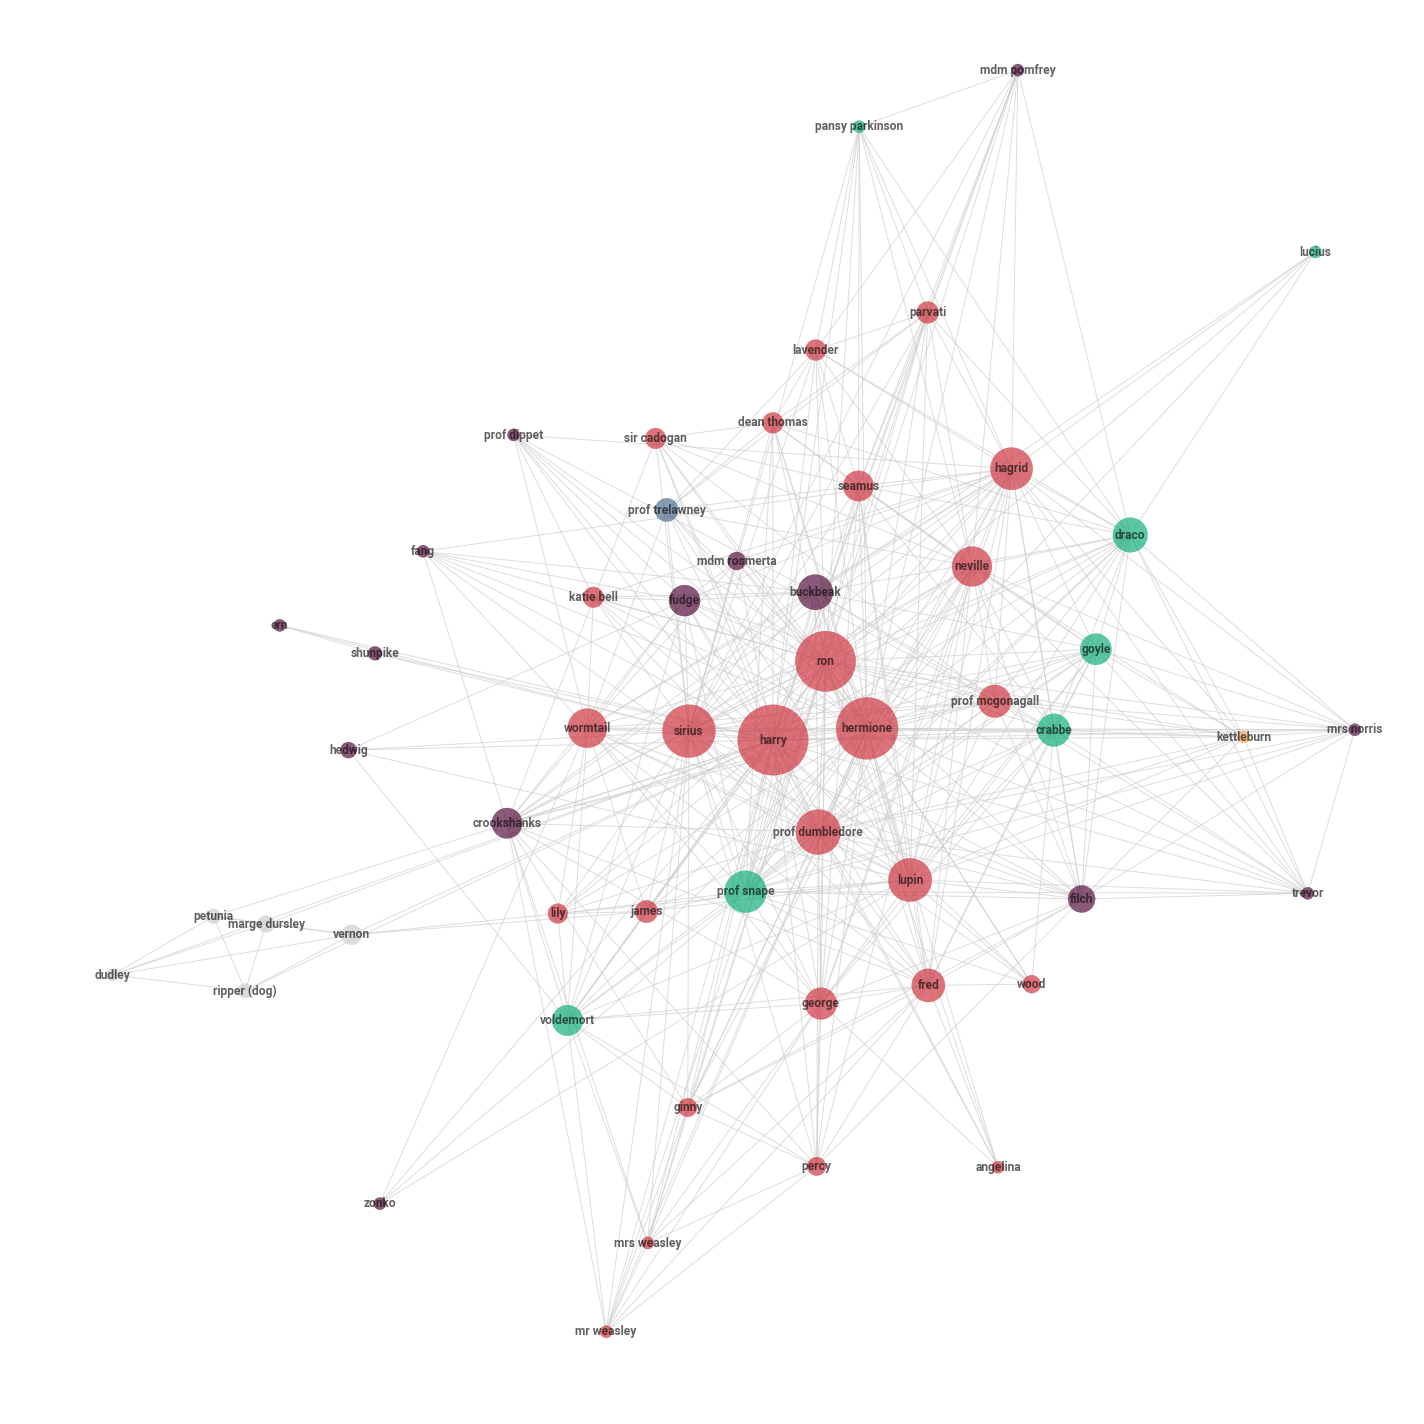 mdm pomfrey
pansy parkinson
lucius
parvati
lavender
dean thomas
prof dippet
sir cadogan
hagrid
seamus
prof trelawney
draco
fang
mdm rosmerta
neville
buckbeak
katie bell
fudge
ern
goyle
shunpike
ron
prof mcgonagall
wormtail
sirius
hermione
harry
crabbe
mrs norris
kettleburn
hedwig
crookshanks
prof dumbledore
lupin
prof snape
trevor
filch
lily
james
petunia
marge dursley
vernon
dudley
wood
fred
ripper (dog)
george
voldemort
ginny
percy
angelina
zonko
mrs weasley
mr weasley